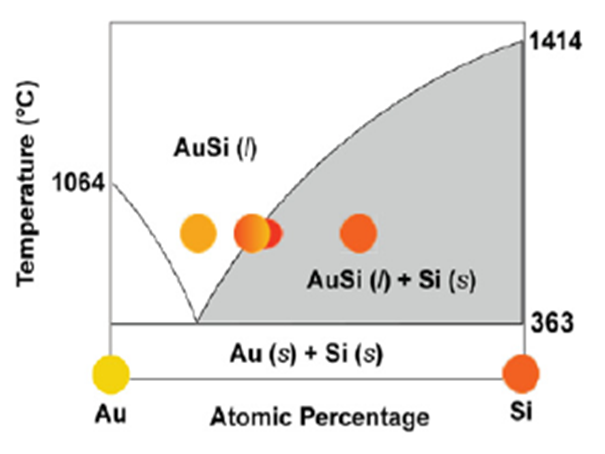 1414
AuSi (l)
1064
Temperature (°C)
AuSi (l) + Si (s)
363
Au (s) + Si (s)
Au
Atomic Percentage
Si